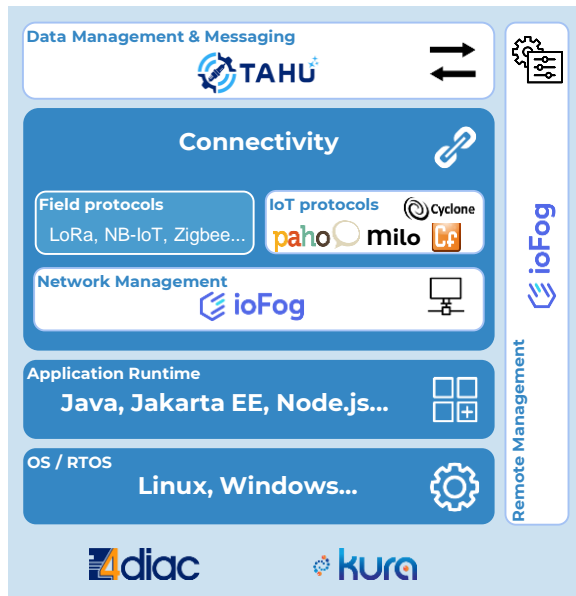 Data Management & Messaging
TAHU
Connectivity
Field protocols
LoRa, NB-IoT, Zigbee...
IoT protocols
Cyclone
paho
milo
Cf
Network Management
ioFog
Application Runtime
Java, Jakarta EE, Node.js...
OS / RTOS
Linux, Windows...
Remote Management
ioFog
4diac
kura